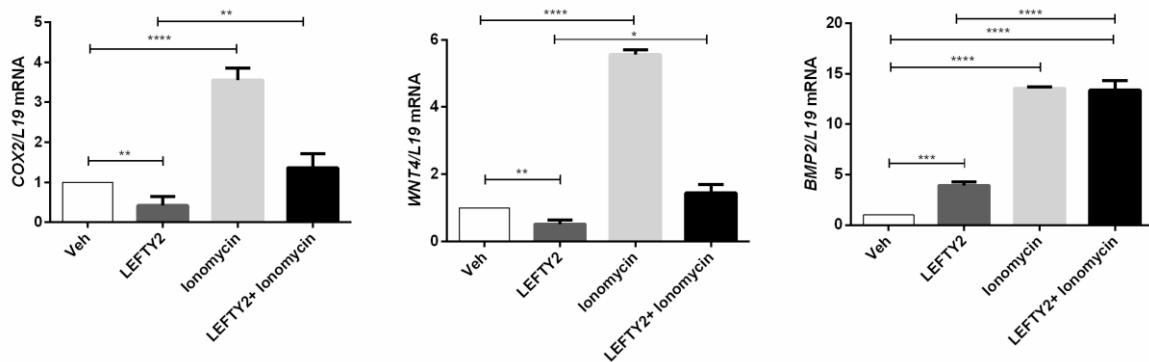 COX2/L19 mRNA
5
4
3
2
1
0
**
****
**
Veh
LEFTY2
Ionomycin
LEFTY2+ Ionomycin
WNT4/L19 mRNA
6
4
2
0
****
*
**
Veh
LEFTY2
Ionomycin
LEFTY2+ Ionomycin
BMP2/L19 mRNA
20
15
10
5
0
****
****
****
***
Veh
LEFTY2
Ionomycin
LEFTY2+ Ionomycin